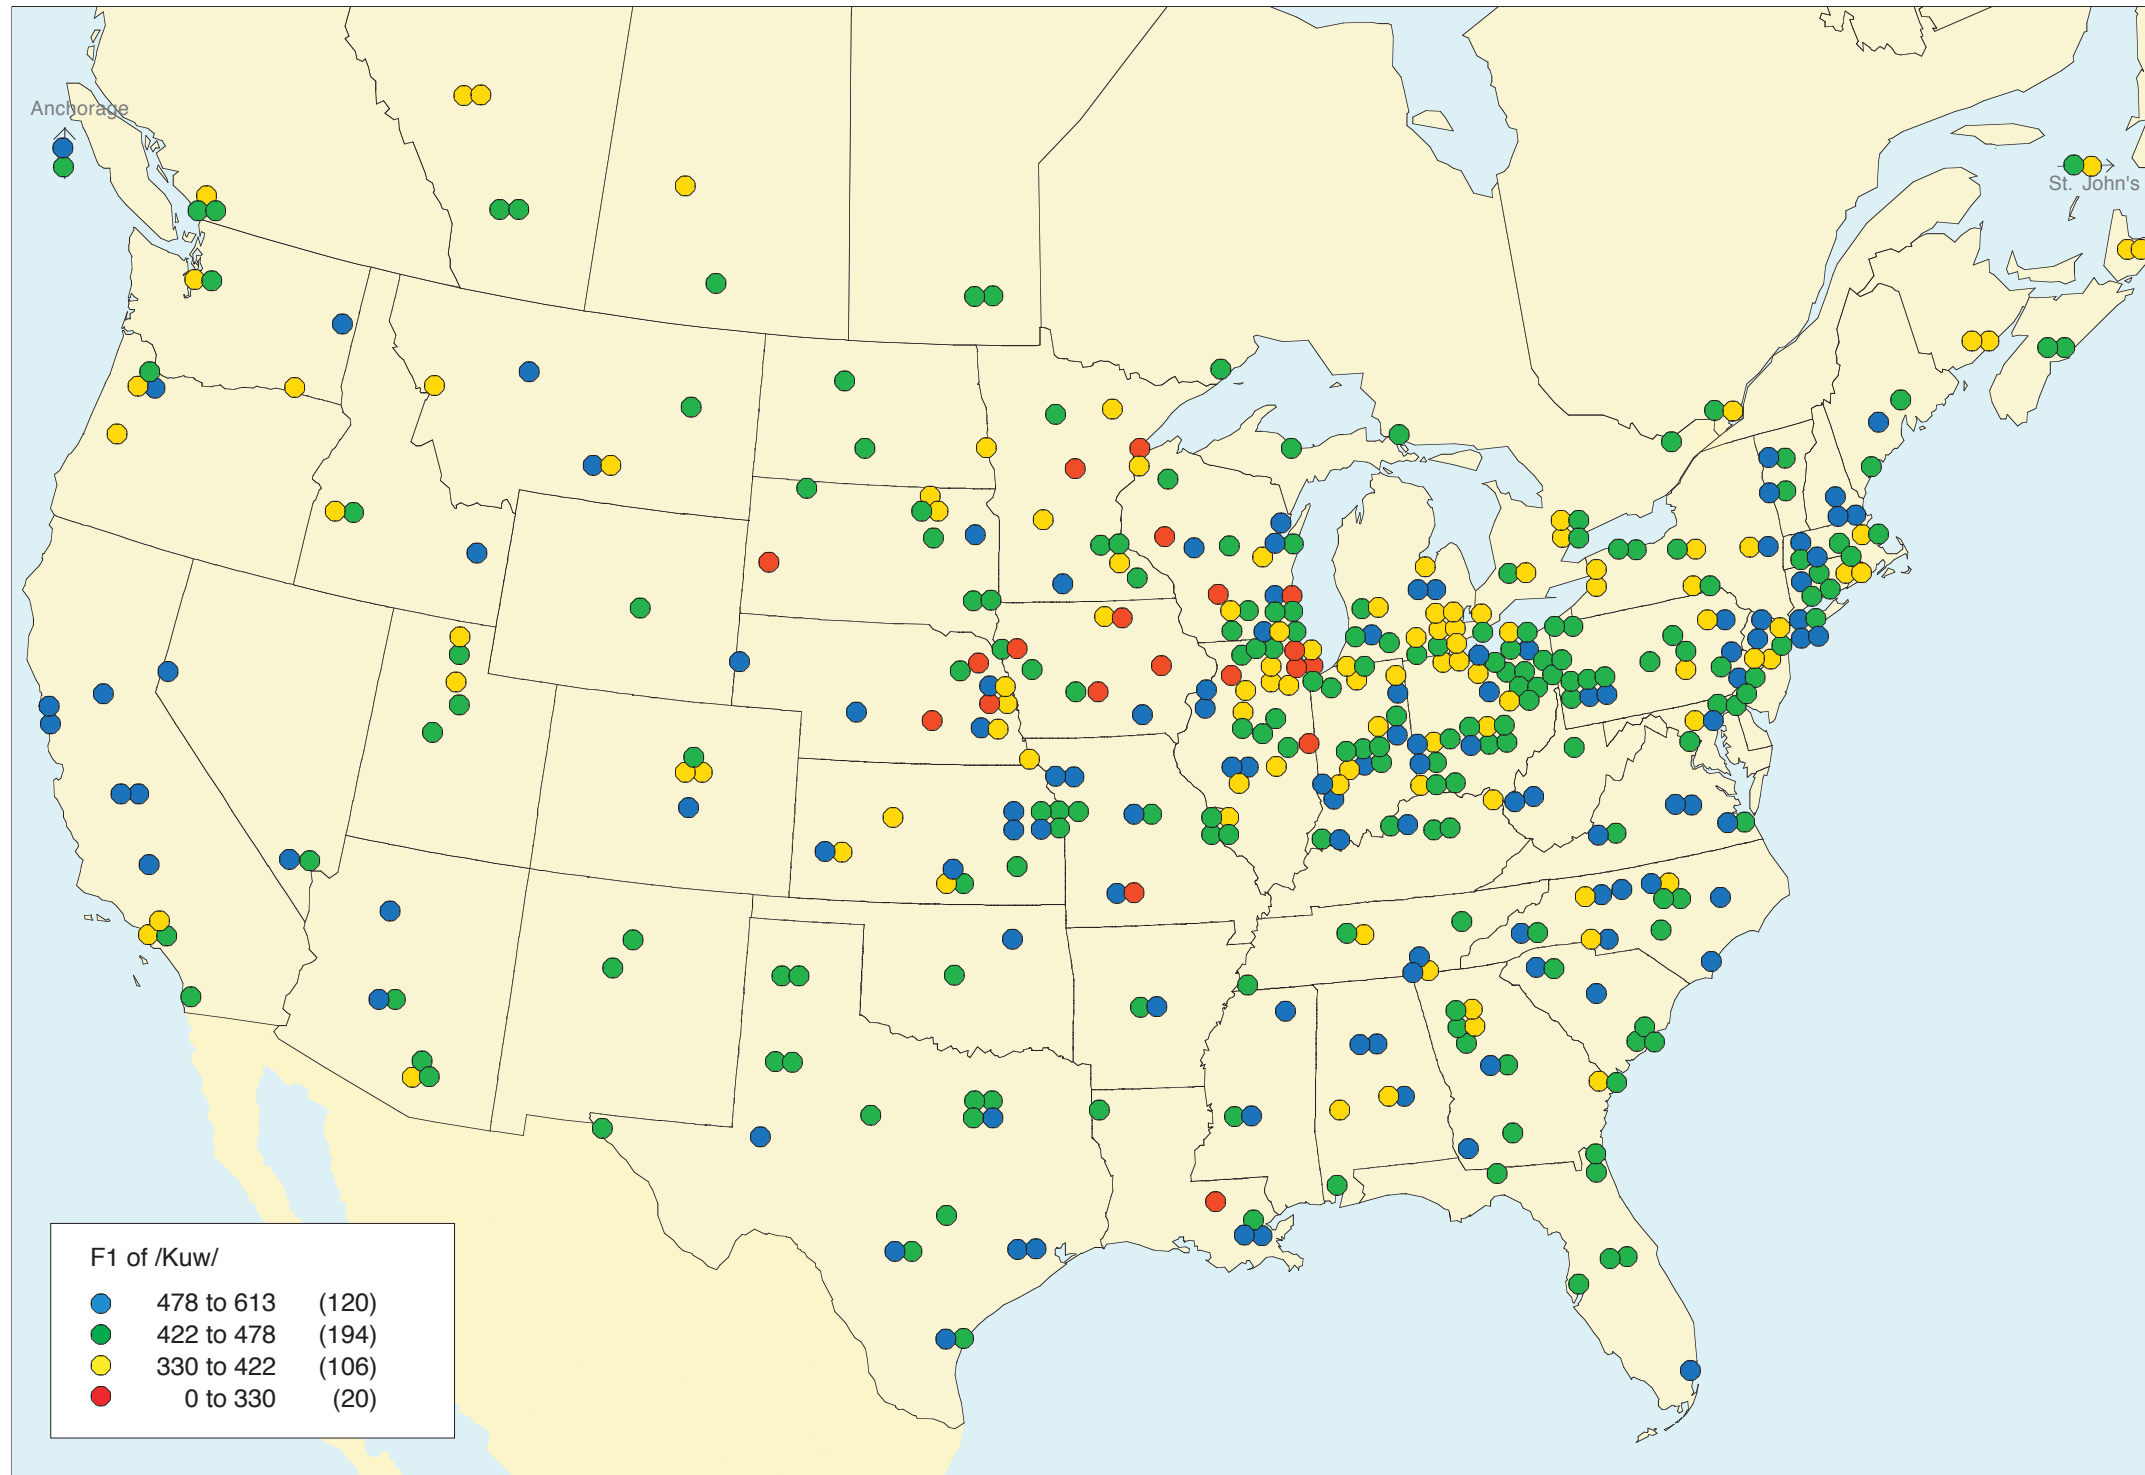 Anchorage
St. John's
F1 of /Kuw/
478 to 613 (120)
422 to 478 (194)
330 to 422 (106)
0 to 330 (20)